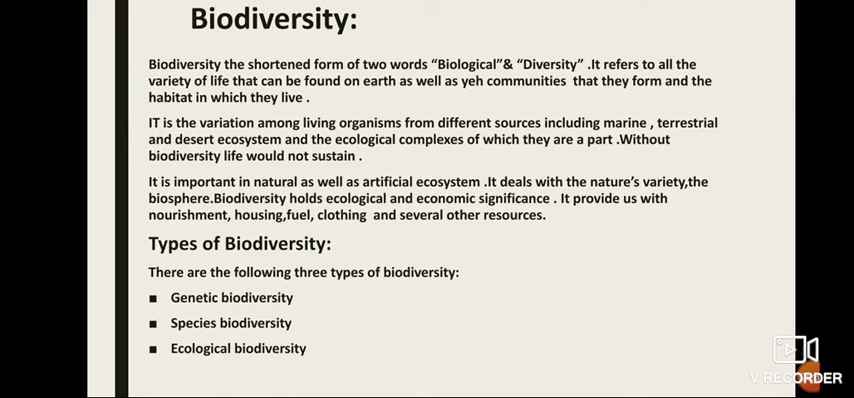 Biodiversity:
Biodiversity the shortened form of two words “Biological”& “Diversity” .It refers to all the
variety of life that can be found on earth as well as yeh communities that they form and the
habitat in which they live .
IT is the variation among living organisms from different sources including marine , terrestrial
and desert ecosystem and the ecological complexes of which they are a part .Without
biodiversity life would not sustain .
It is important in natural as well as artificial ecosystem .It deals with the nature’s variety,the
biosphere.Biodiversity holds ecological and economic significance . It provide us with
nourishment, housing,fuel, clothing and several other resources.
Types of Biodiversity:
There are the following three types of biodiversity:
■ Genetic biodiversity
■ Species biodiversity
■ Ecological biodiversity
V RECORDER